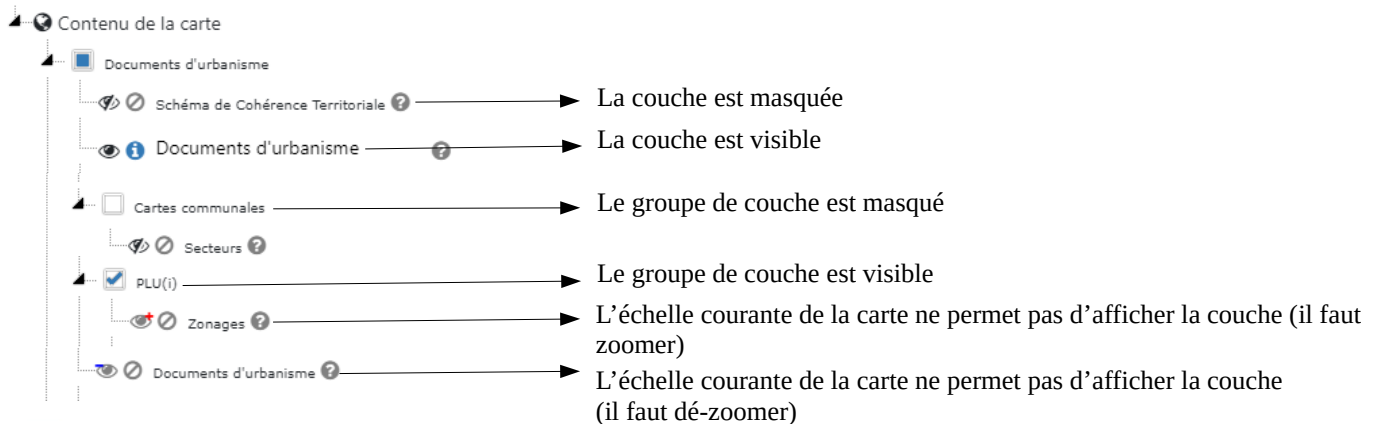 Contenu de la carte
Documents d'urbanisme
Schéma de Cohérence Territoriale ?
La couche est masquée
Documents d'urbanisme ?
La couche est visible
Cartes communales
Le groupe de couche est masqué
Secteurs ?
PLU(i)
Le groupe de couche est visible
Zonages ?
L’échelle courante de la carte ne permet pas d’afficher la couche (il faut
zoomer)
Documents d'urbanisme ?
L’échelle courante de la carte ne permet pas d’afficher la couche
(il faut dé-zoomer)